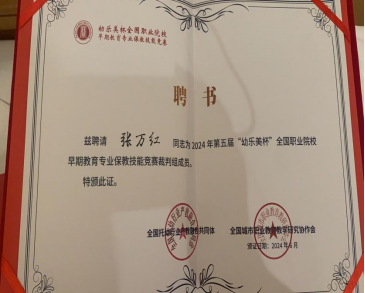 幼乐美杯全国职业院校
早期教育专业保教技能竞赛
聘书
兹聘请 张万红 同志为2024年第五届“幼乐美杯”全国职业院校
早期教育专业保教技能竞赛裁判组成员。
特颁此证。
全国城市职业教育教学研究协作会
颁证日期：2024年6月